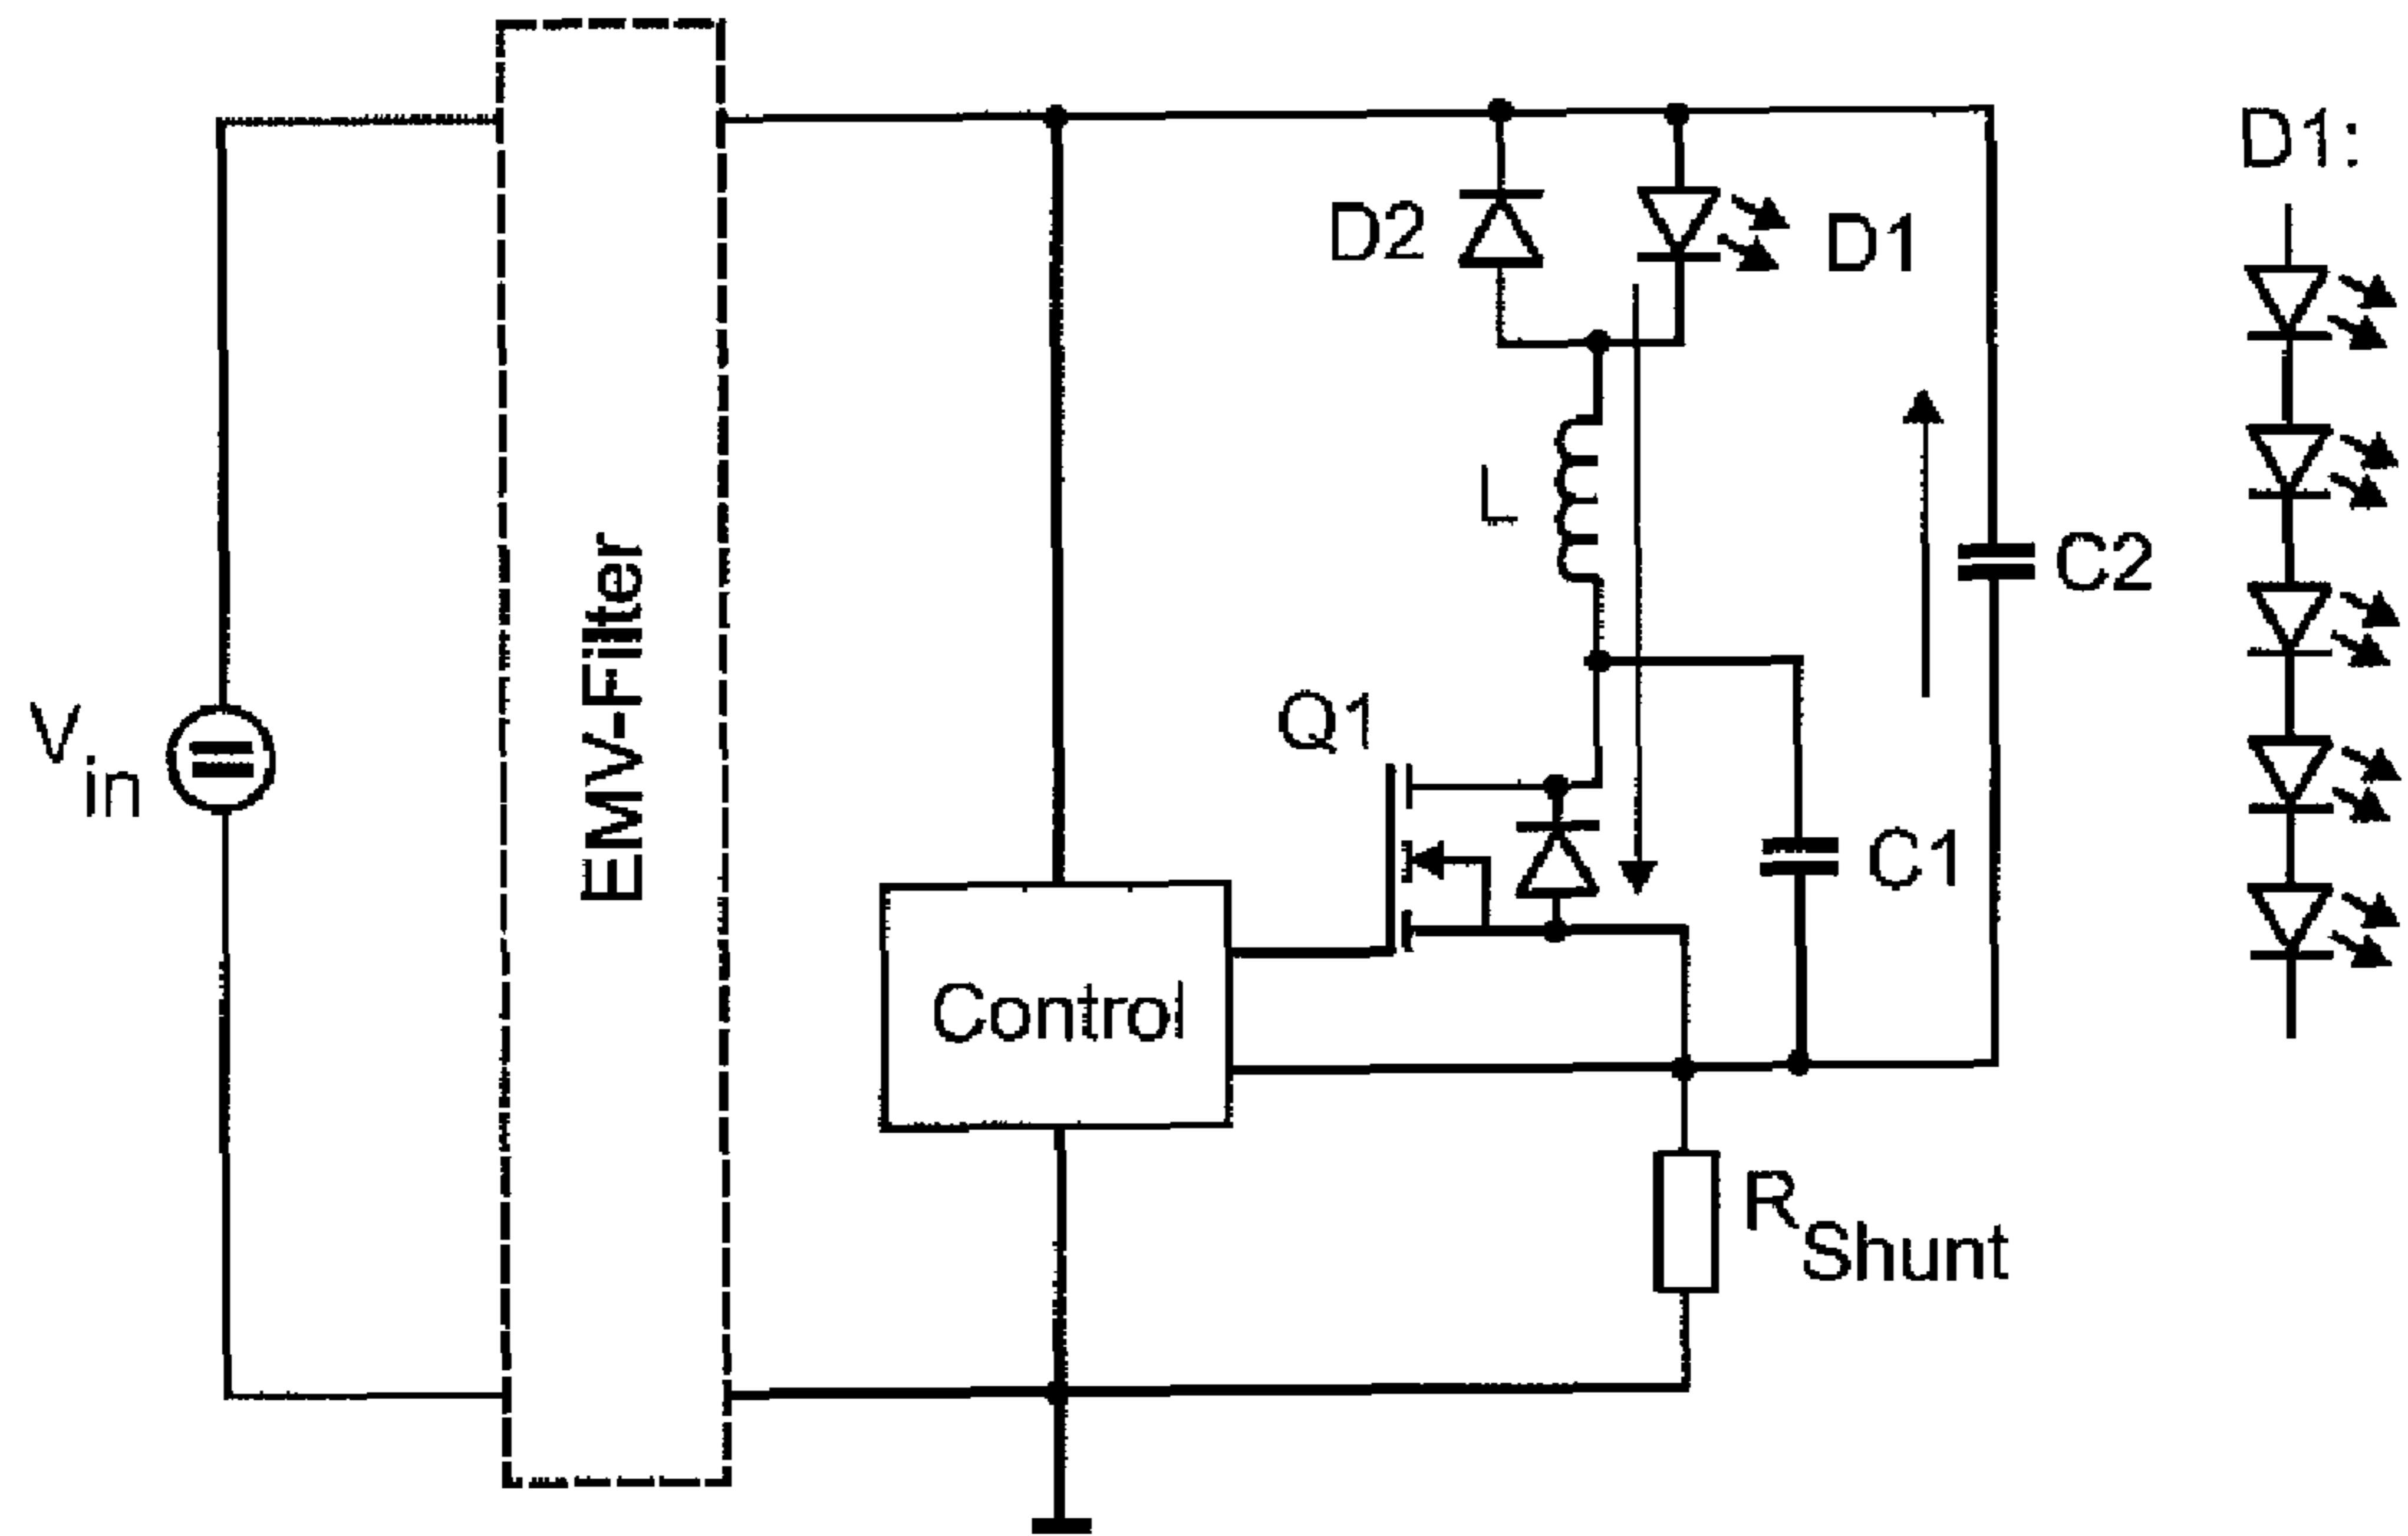 D1:
D2
D1
L
C2
EMV-Filter
V in
Q1
C1
Control
R Shunt